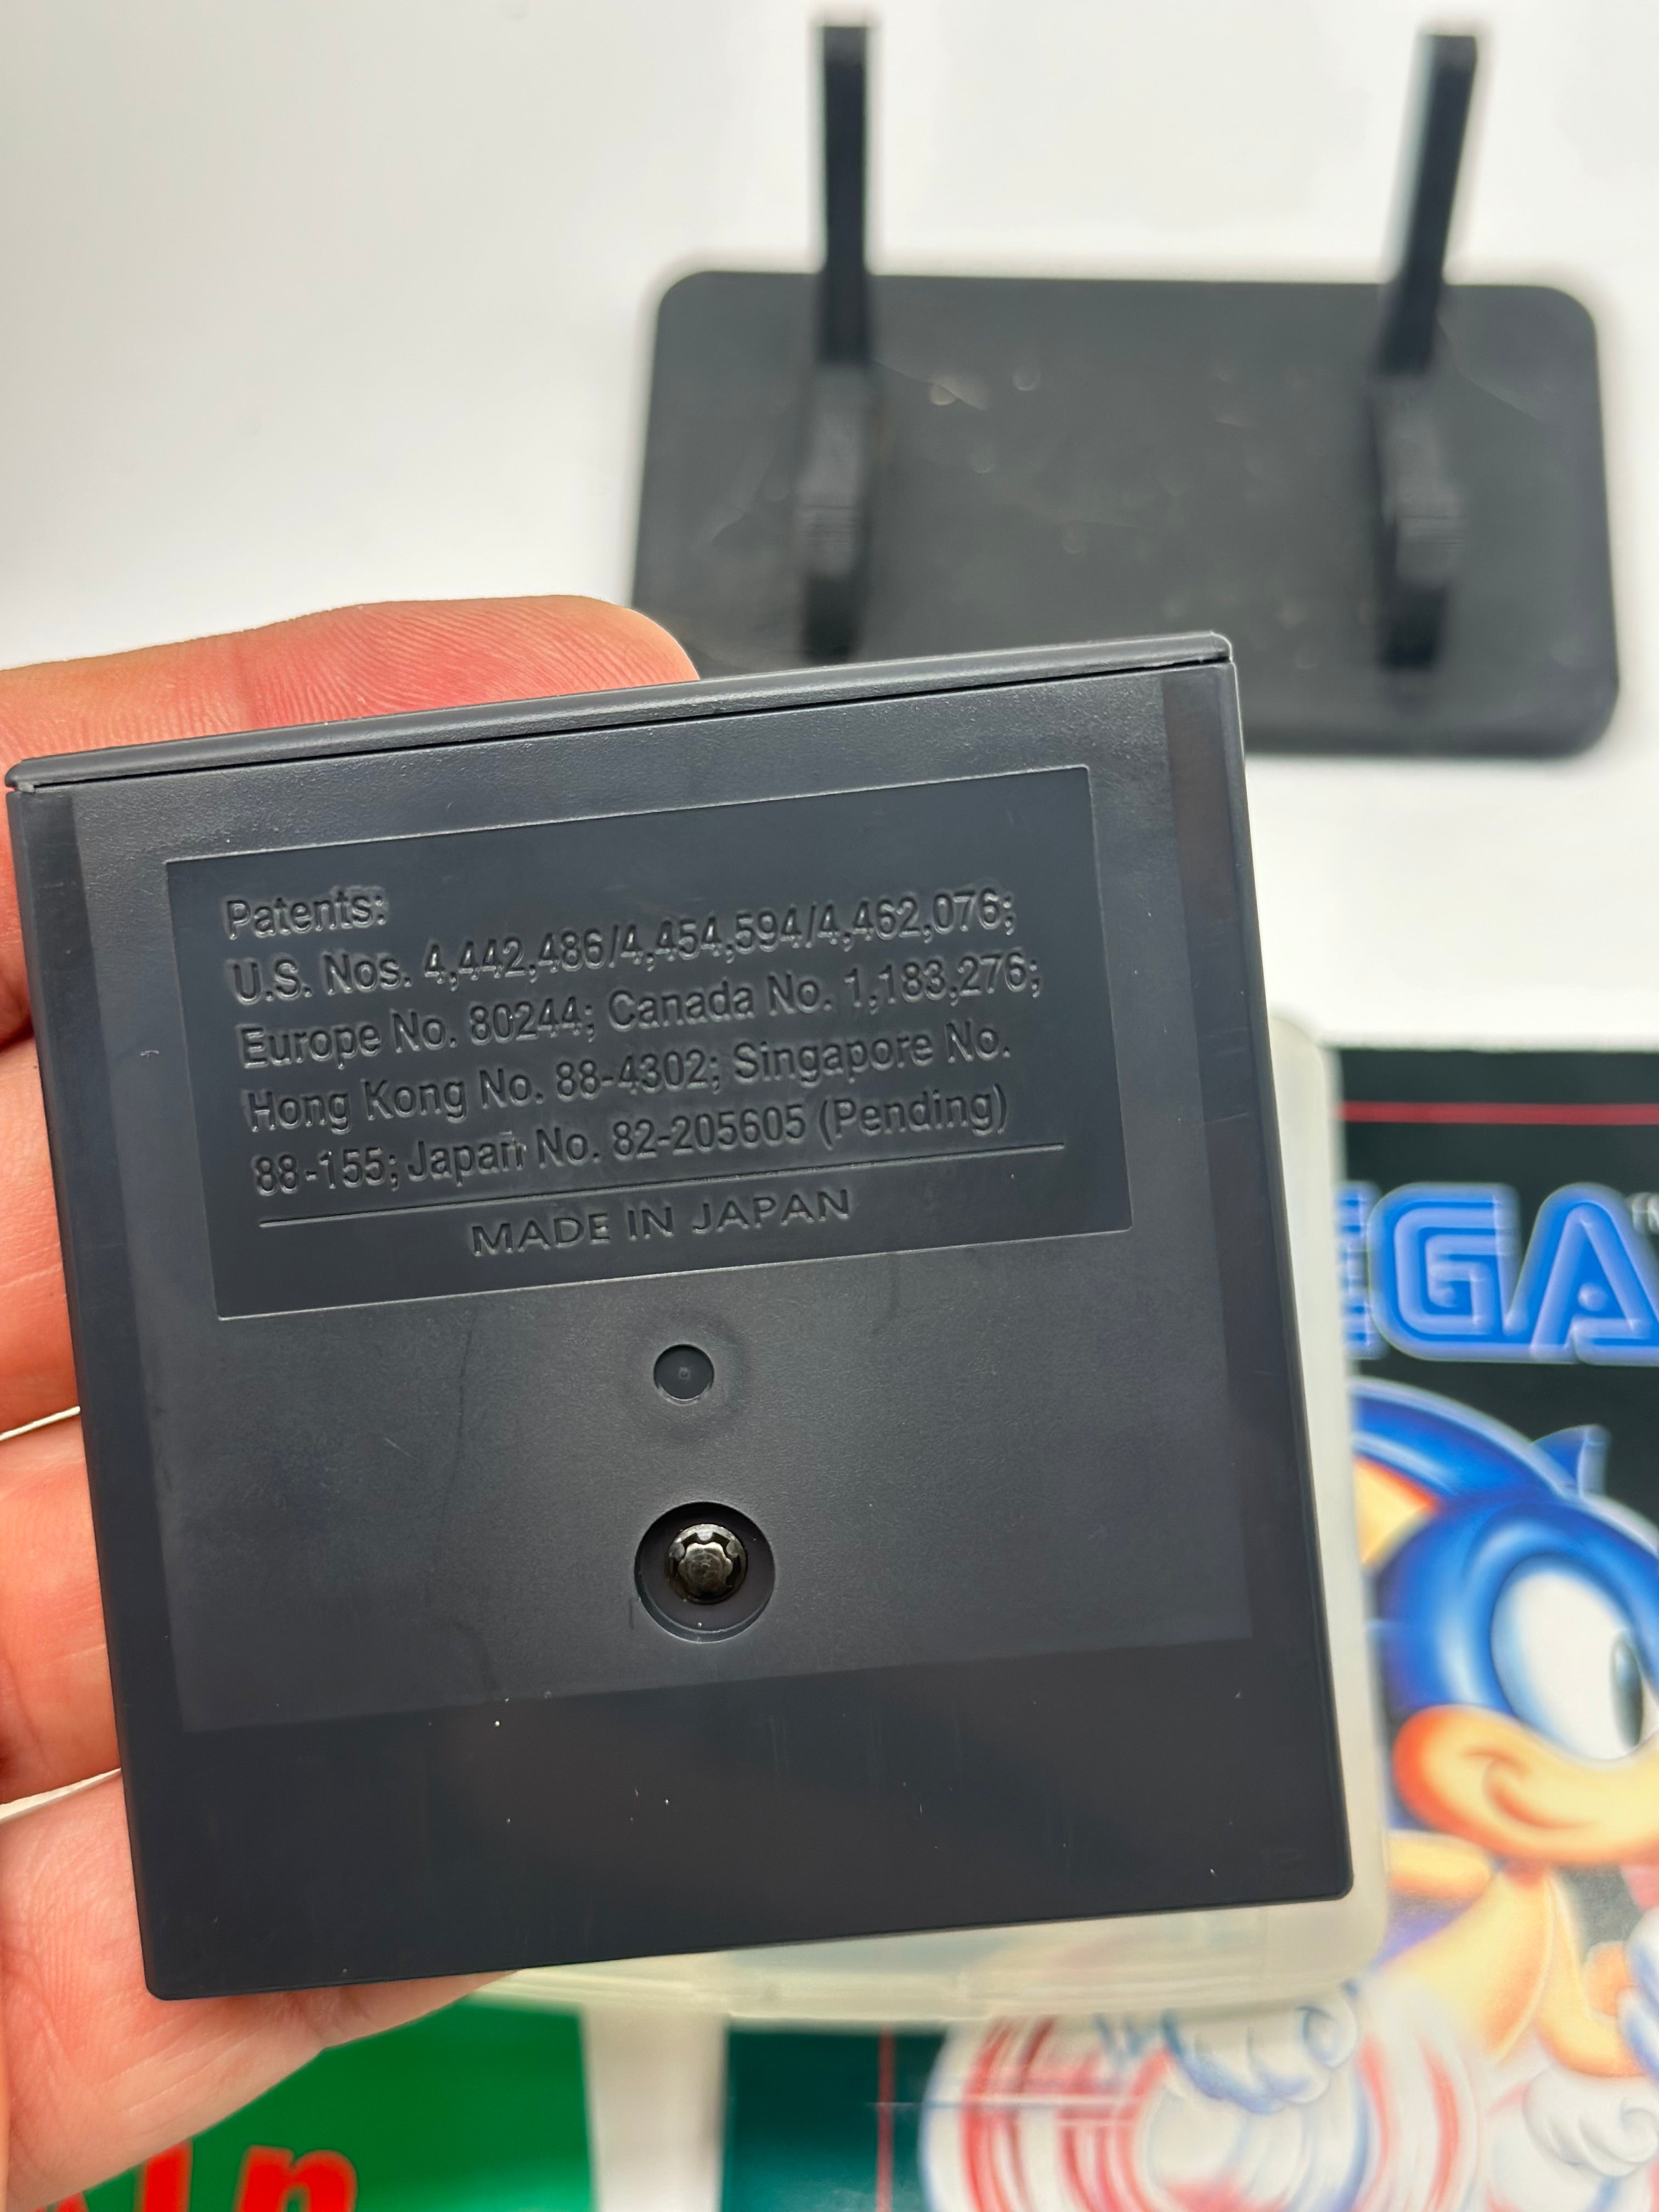 Patents:
U.S. Nos. 4,442,486/4,454,594/4,462,076;
Europe No. 80244; Canada No. 1,183,276;
Hong Kong No. 88-4302; Singapore No.
88-155; Japan No. 82-205605 (Pending)
MADE IN JAPAN
EGA